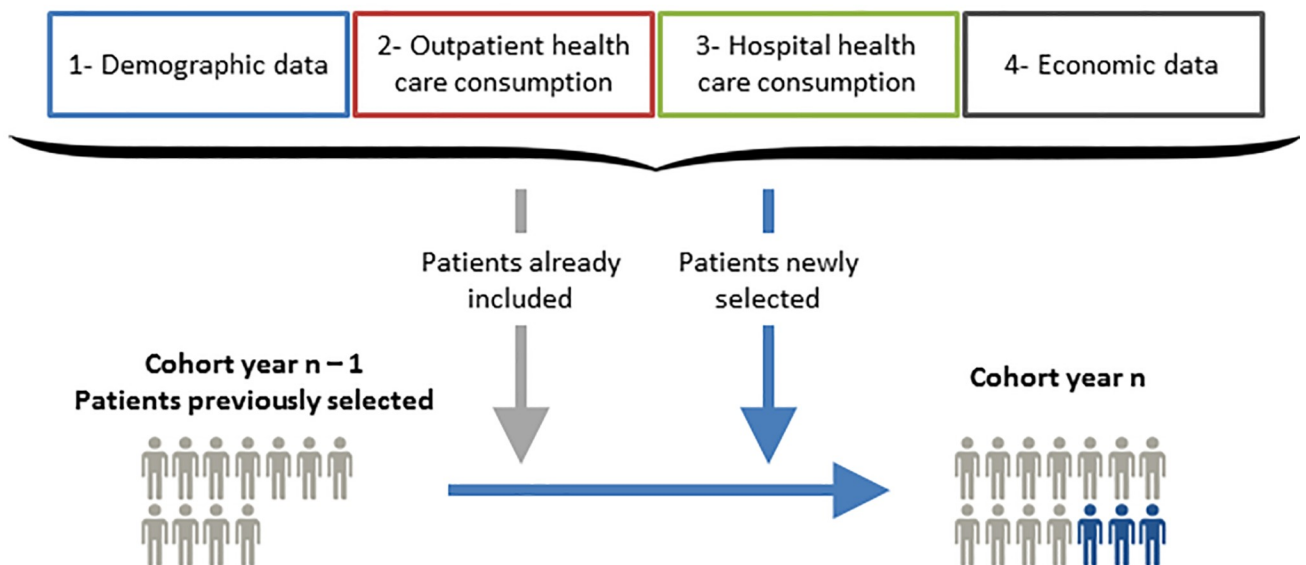 1- Demographic data
2- Outpatient health
care consumption
3- Hospital health
care consumption
4- Economic data
Patients already
included
Patients newly
selected
Cohort year n – 1
Patients previously selected
Cohort year n